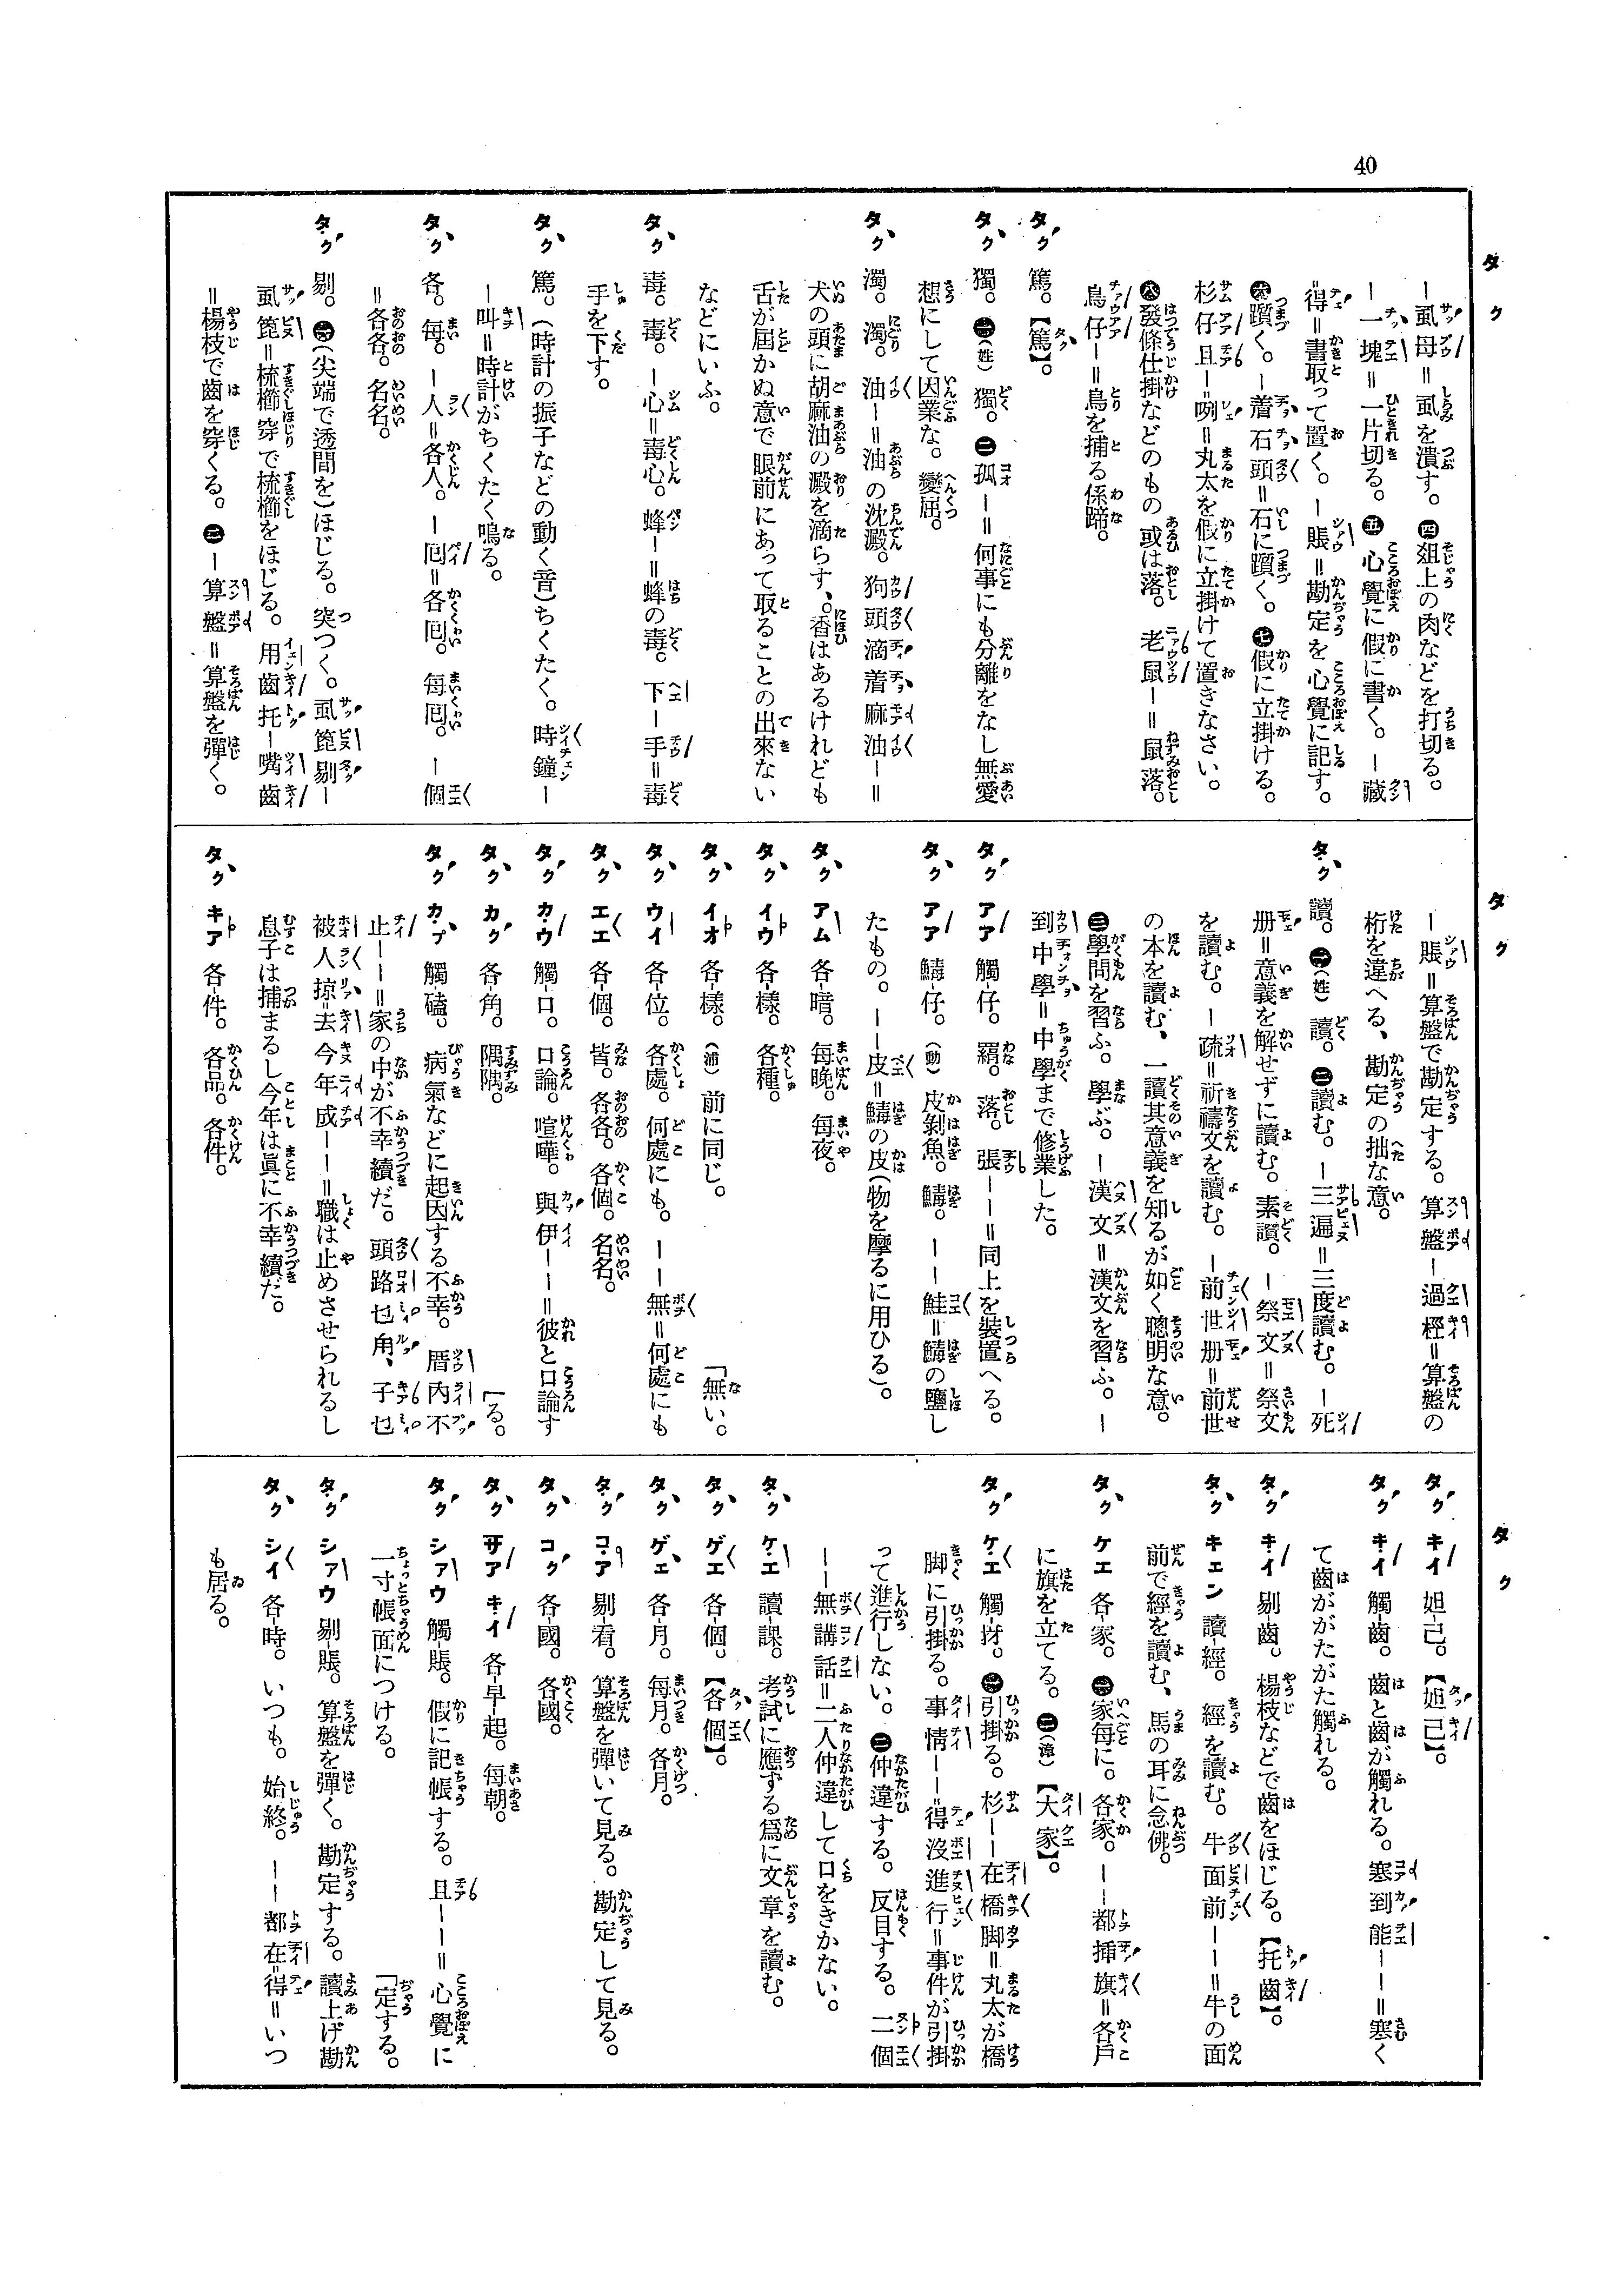 40
タク
タク
タク
ー虱母＝虱を潰す。㊃俎上の肉などを打切る。
ー一塊＝一片切る。㊄心覺に假に書く。ー藏
得＝書取って置く。ー賬＝勘定を心覺に記す。
㊅躓く。ー着石頭＝石に躓く。㊆假に立掛ける。
杉仔且ー＝咧＝丸太を假に立掛けて置きなさい。
㊇發條仕掛などのもの或は落。老鼠ー＝鼠落。
鳥仔ー＝鳥を捕る係蹄。
タク 篤。【篤】。
タク 獨。㊀(姓) 獨。㊁孤ー＝何事にも分離をなし無愛
想にして因業な。變屈。
タク 濁。濁。油ー＝油の沈澱。狗頭滴着麻油ー＝
犬の頭に胡麻油の澱を滴らす、。香はあるけれども
舌が屆かぬ意で眼前にあって取ることの出來ない
などにいふ。
タク 毒。毒。ー心＝毒心。蜂ー＝蜂の毒。下ー手＝毒
手を下す。
タク 篤。(時計の振子などの動く音)ちくたく。時鐘ー
ー叫＝時計がちくたく鳴る。
タク 各。每。ー人＝各人。ー囘＝各囘。每囘。ー個
＝各各。名名。
タク 剔。㊀(尖端で透間を)ほじる。突つく。虱篦剔ー
虱篦＝梳櫛穿で梳櫛をほじる。用齒托ー嘴齒
＝楊枝で齒を穿くる。㊁ー算盤＝算盤を彈く。
ー賬＝算盤で勘定する。算盤ー過桱＝算盤の
桁を違へる、勘定の拙な意。
タク 讀。㊀(姓) 讀。㊁讀む。ー三遍＝三度讀む。ー死
册＝意義を解せずに讀む。素讀。ー祭文＝祭文
を讀む。ー疏＝祈禱文を讀む。ー前世册＝前世
の本を讀む、一讀其意義を知るが如く聰明な意。
㊂學問を習ふ。學ぶ。ー漢文＝漢文を習ふ。ー
到中學＝中學まで修業した。
タク アア 觸-仔。羂。落。張ーー＝同上を裝置へる。
タク アア 鱐-仔。(動) 皮剝魚。鱐。ーー鮭＝鱐の鹽し
たもの。ーー皮＝鱐の皮(物を摩るに用ひる)。
タク アム 各-暗。每晚。每夜。
タク イウ 各-樣。各種。
タク イオ 各-樣。(浦) 前に同じ。
タク ウイ 各-位。各處。何處にも。ーー無＝何處にも
「無い。
タク エエ 各-個。皆。各各。各個。名名。
タク カウ 觸-口。口論。喧嘩。與伊ーー＝彼と口論す
「る。
タク カク 各-角。隅隅。
タク カプ 觸-磕。病氣などに起因する不幸。厝內不
止ーー＝家の中が不幸續だ。頭路乜角、子乜
被人掠-去今年成ーー＝職は止めさせられるし
息子は捕まるし今年は眞に不幸續だ。
タク キア 各-件。各品。各件。
タク キイ 妲-己。【妲己】。
タク キイ 觸-齒。齒と齒が觸れる。寒到能ーー＝寒く
て齒ががたがた觸れる。
タク キイ 剔齒。楊枝などで齒をほじる。【托齒】。
タク キェン 讀-經。經を讀む。牛面前ーー＝牛の面
前で經を讀む、馬の耳に念佛。
タク ケエ 各-家。㊀家每に。各家。ーー都揷旗＝各戶
に旗を立てる。㊁(漳)【大家】。
タク ケエ 觸-挔。㊀引掛る。杉ーー在橋脚＝丸太が橋
脚に引掛る。事情ーー得沒進行＝事件が引掛
って進行しない。㊁仲違する。反目する。二個
ーー無講話＝二人仲違して口をきかない。
タク ケエ 讀-課。考試に應ずる爲に文章を讀む。
タク ゲエ 各-個。【各個】。
タク ゲェ 各-月。每月。各月。
タク コア 剔-看。算盤を彈いて見る。勘定して見る。
タク コク 各-國。各國。
タク サア キイ 各-早-起。每朝。
タク シァウ 觸-賬。假に記帳する。且ーー＝心覺に
一寸帳面につける。
タク シァウ 剔-賬。算盤を彈く。勘定する。讀上げ勘
「定する。
タク シイ 各-時。いつも。始終。ーー都在-得＝いつ
も居る。